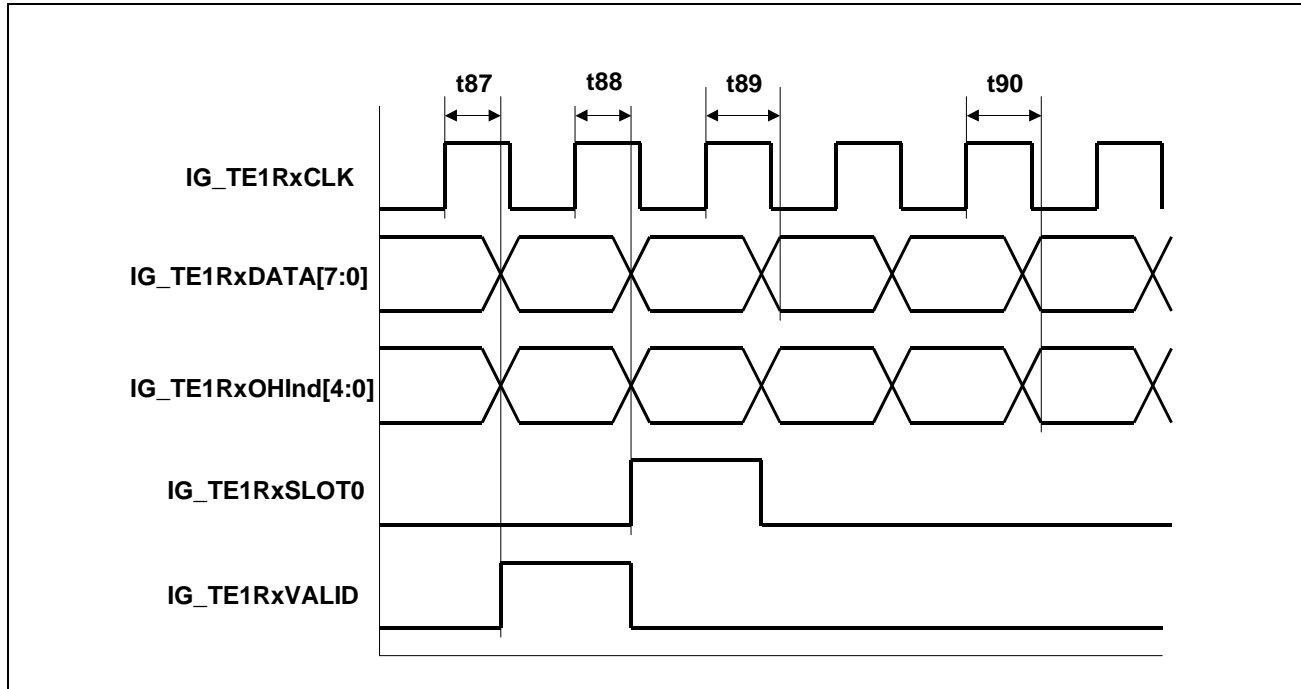 t87 t88 t89 t90
IG_TE1RxCLK
IG_TE1RxDATA[7:0]
IG_TE1RxOHInd[4:0]
IG_TE1RxSLOT0
IG_TE1RxVALID